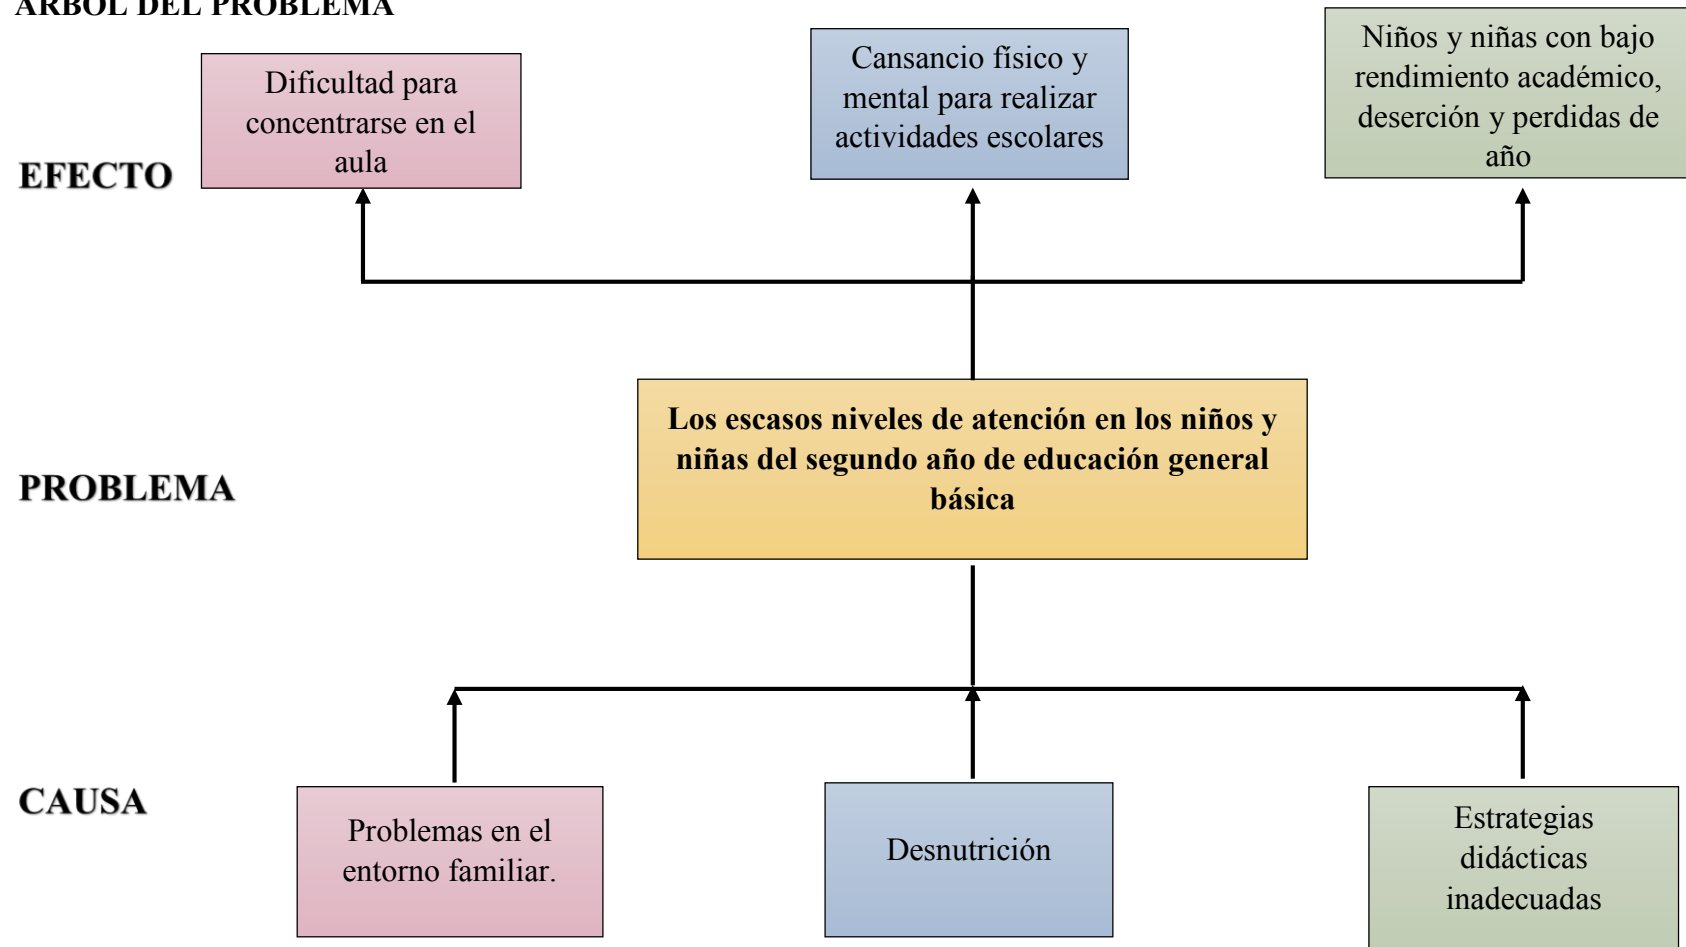 ARBOL DEL PROBLEMA
Dificultad para
concentrarse en el
aula
Cansancio físico y
mental para realizar
actividades escolares
Niños y niñas con bajo
rendimiento académico,
deserción y perdidas de
año
EFECTO
Los escasos niveles de atención en los niños y
niñas del segundo año de educación general
básica
PROBLEMA
CAUSA
Problemas en el
entorno familiar.
Desnutrición
Estrategias
didácticas
inadecuadas